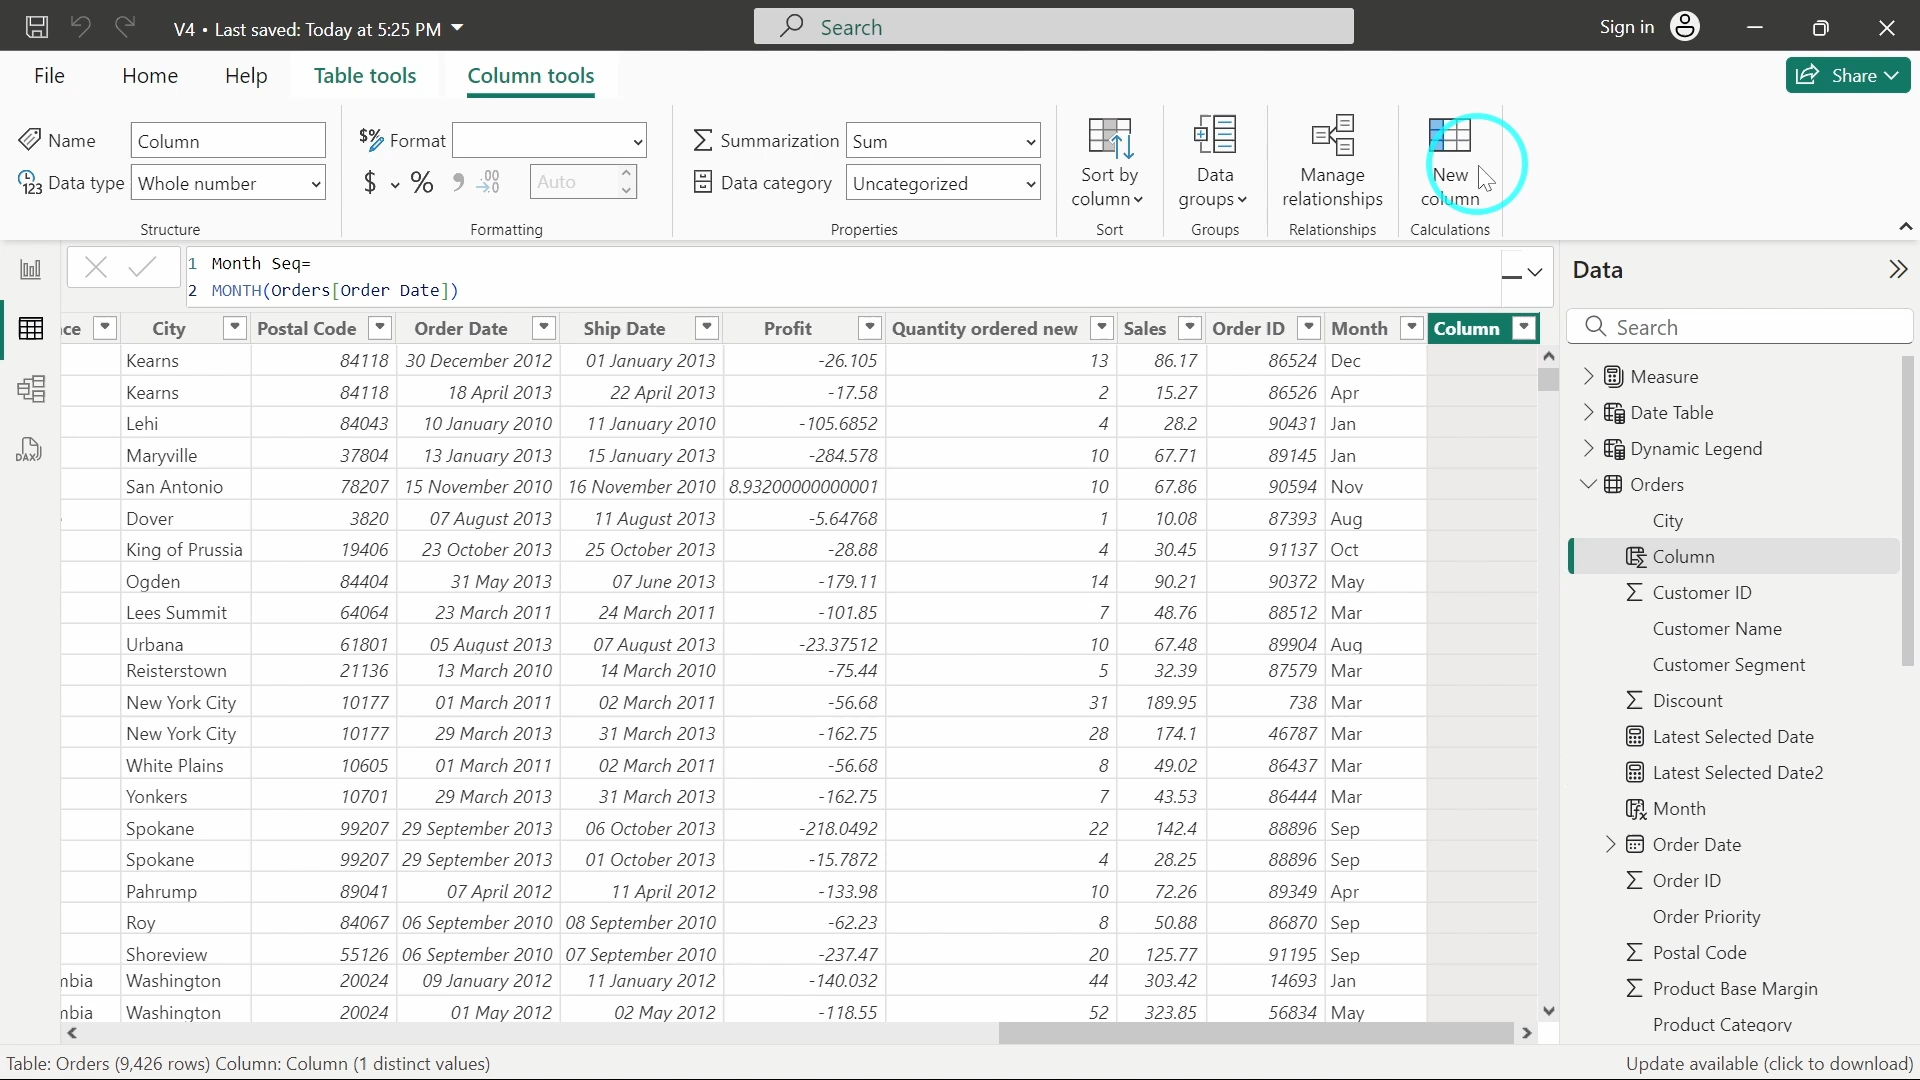 V4 • Last saved: Today at 5:25 PM
Search
Sign in
File Home Help Table tools Column tools
Share
Name Column
Data type Whole number
Structure
Format
$ % Auto
Formatting
Summarization Sum
Data category Uncategorized
Properties
Sort by
column
Sort
Data
groups
Groups
Manage
relationships
Relationships
New
column
Calculations
1 Month Seq=
2 MONTH(Orders[Order Date])
ce City Postal Code Order Date Ship Date Profit Quantity ordered new Sales Order ID Month Column
Kearns 84118 30 December 2012 01 January 2013 -26.105 13 86.17 86524 Dec
Kearns 84118 18 April 2013 22 April 2013 -17.58 2 15.27 86526 Apr
Lehi 84043 10 January 2010 11 January 2010 -105.6852 4 28.2 90431 Jan
Maryville 37804 13 January 2013 15 January 2013 -284.578 10 67.71 89145 Jan
San Antonio 78207 15 November 2010 16 November 2010 8.93200000000001 10 67.86 90594 Nov
Dover 3820 07 August 2013 11 August 2013 -5.64768 1 10.08 87393 Aug
King of Prussia 19406 23 October 2013 25 October 2013 -28.88 4 30.45 91137 Oct
Ogden 84404 31 May 2013 07 June 2013 -179.11 14 90.21 90372 May
Lees Summit 64064 23 March 2011 24 March 2011 -101.85 7 48.76 88512 Mar
Urbana 61801 05 August 2013 07 August 2013 -23.37512 10 67.48 89904 Aug
Reisterstown 21136 13 March 2010 14 March 2010 -75.44 5 32.39 87579 Mar
New York City 10177 01 March 2011 02 March 2011 -56.68 31 189.95 738 Mar
New York City 10177 29 March 2013 31 March 2013 -162.75 28 174.1 46787 Mar
White Plains 10605 01 March 2011 02 March 2011 -56.68 8 49.02 86437 Mar
Yonkers 10701 29 March 2013 31 March 2013 -162.75 7 43.53 86444 Mar
Spokane 99207 29 September 2013 06 October 2013 -218.0492 22 142.4 88896 Sep
Spokane 99207 29 September 2013 01 October 2013 -15.7872 4 28.25 88896 Sep
Pahrump 89041 07 April 2012 11 April 2012 -133.98 10 72.26 89349 Apr
Roy 84067 06 September 2010 08 September 2010 -62.23 8 50.88 86870 Sep
Shoreview 55126 06 September 2010 07 September 2010 -237.47 20 125.77 91195 Sep
nbia Washington 20024 09 January 2012 11 January 2012 -140.032 44 303.42 14693 Jan
nbia Washington 20024 01 May 2012 02 May 2012 -118.55 52 323.85 56834 May
Data
Search
Measure
Date Table
Dynamic Legend
Orders
City
Column
Customer ID
Customer Name
Customer Segment
Discount
Latest Selected Date
Latest Selected Date2
Month
Order Date
Order ID
Order Priority
Postal Code
Product Base Margin
Product Category
Table: Orders (9,426 rows) Column: Column (1 distinct values)
Update available (click to download)